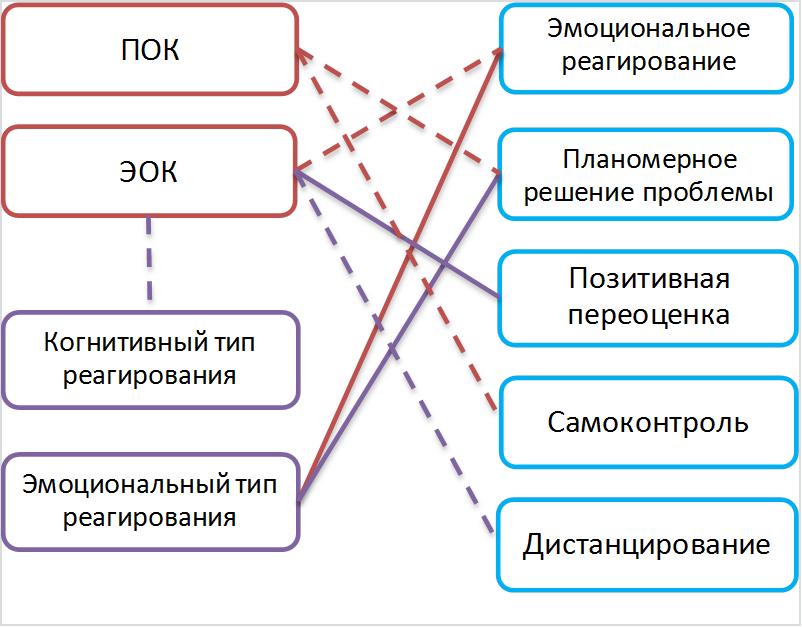 ПОК
ЭОК
Когнитивный тип
реагирования
Эмоциональный тип
реагирования
Эмоциональное
реагирование
Планомерное
решение проблемы
Позитивная
переоценка
Самоконтроль
Дистанцирование